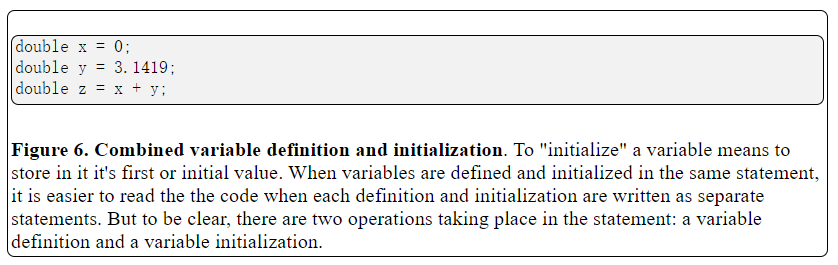 double x = 0;
double y = 3.1419;
double z = x + y;
Figure 6. Combined variable definition and initialization. To "initialize" a variable means to
store in it it's first or initial value. When variables are defined and initialized in the same statement,
it is easier to read the the code when each definition and initialization are written as separate
statements. But to be clear, there are two operations taking place in the statement: a variable
definition and a variable initialization.